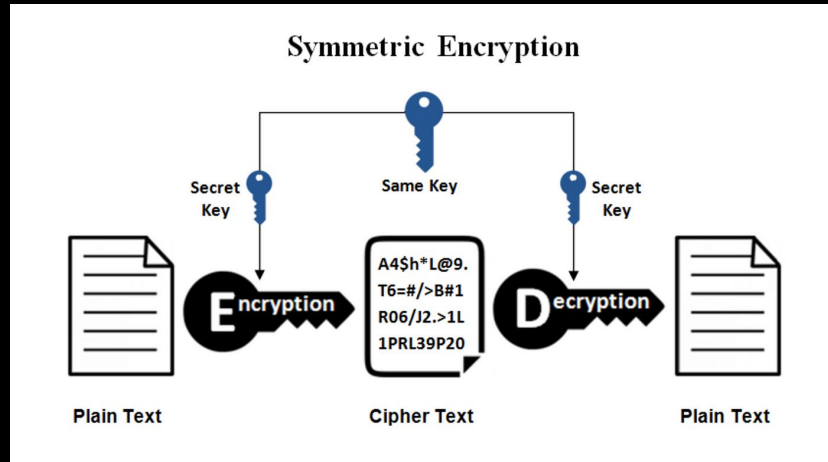 Symmetric Encryption
Same Key
Secret
Key
Secret
Key
Encryption
A4$h*L@9.
T6=#/>B#1
R06/J2.>1L
1PRL39P20
Decryption
Plain Text
Cipher Text
Plain Text